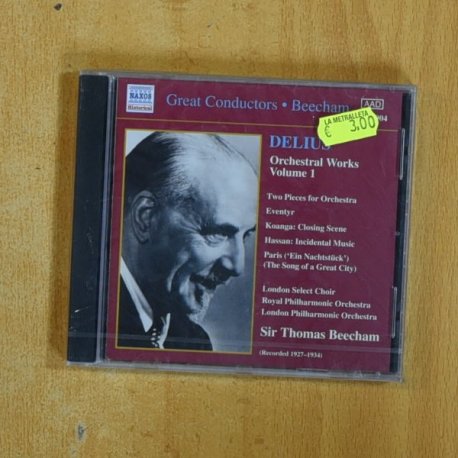 NAXOS
Historical
Great Conductors • Beecham
AAD
LA METRALLETA
€ 3.00
DELIUS
Orchestral Works
Volume 1
Two Pieces for Orchestra
Eventyr
Koanga: Closing Scene
Hassan: Incidental Music
Paris (‘Ein Nachtstück’)
(The Song of a Great City)
London Select Choir
Royal Philharmonic Orchestra
London Philharmonic Orchestra
Sir Thomas Beecham
(Recorded 1927-1934)